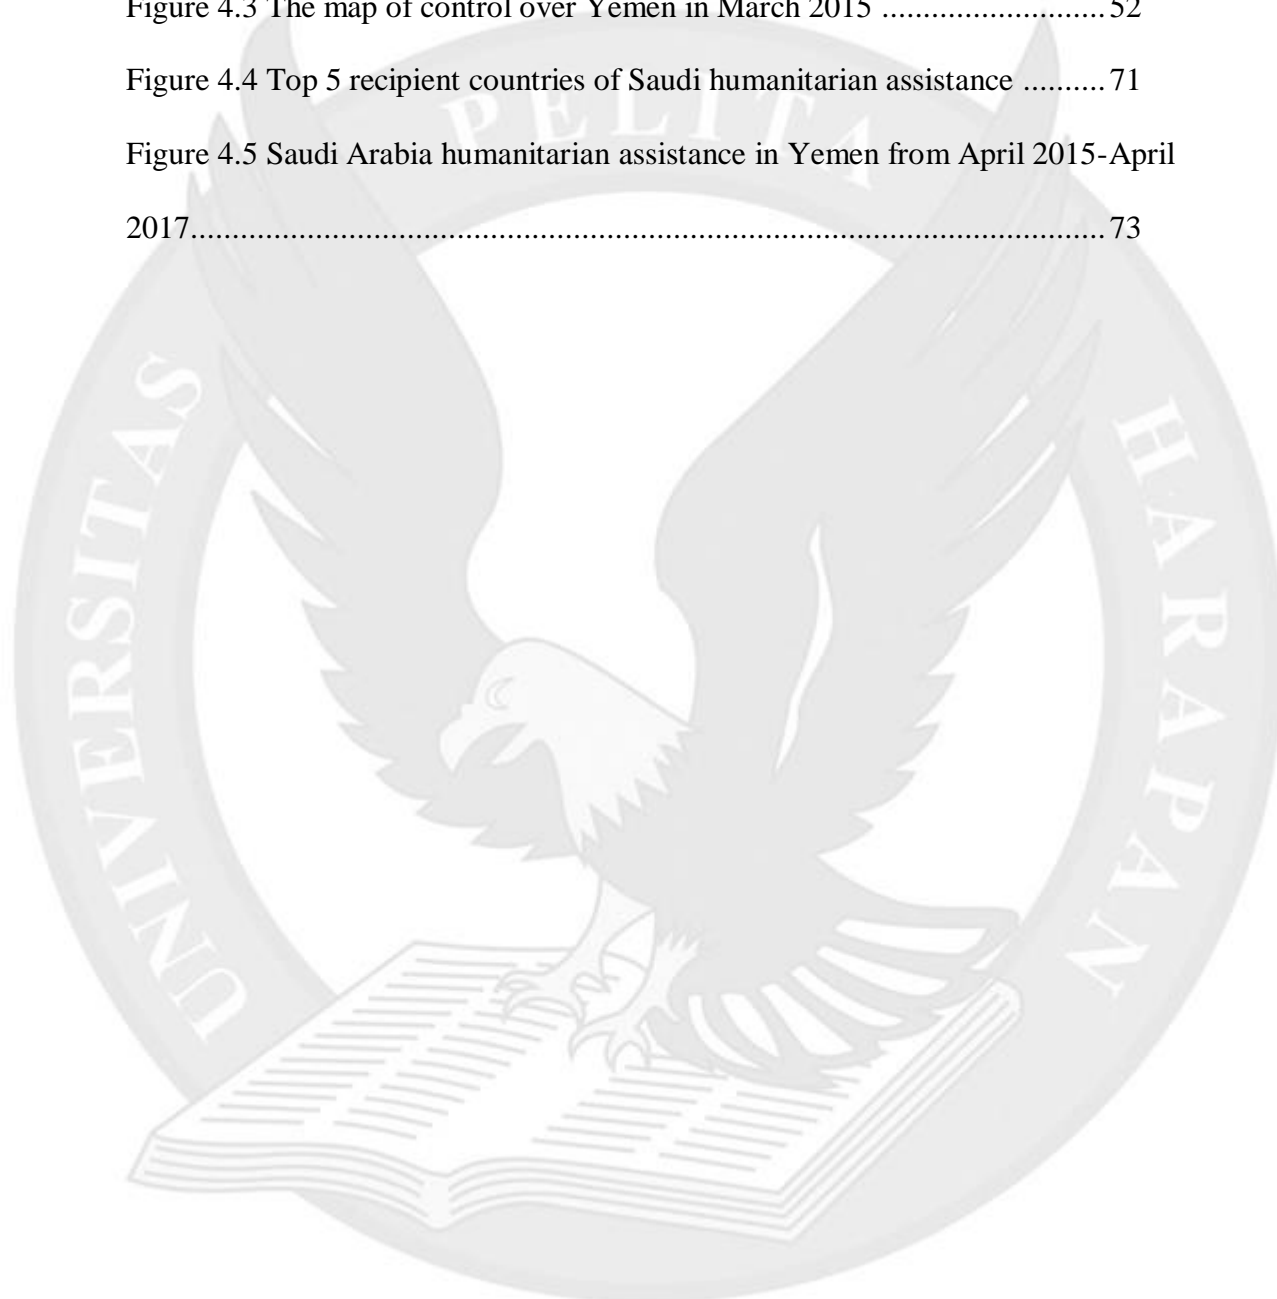 Figure 4.3 The map of control over Yemen in March 2015 ........................... 52
Figure 4.4 Top 5 recipient countries of Saudi humanitarian assistance .......... 71
Figure 4.5 Saudi Arabia humanitarian assistance in Yemen from April 2015-April
2017.............................................................................................................. 73
UNIVERSITAS PELITA HARAPAN